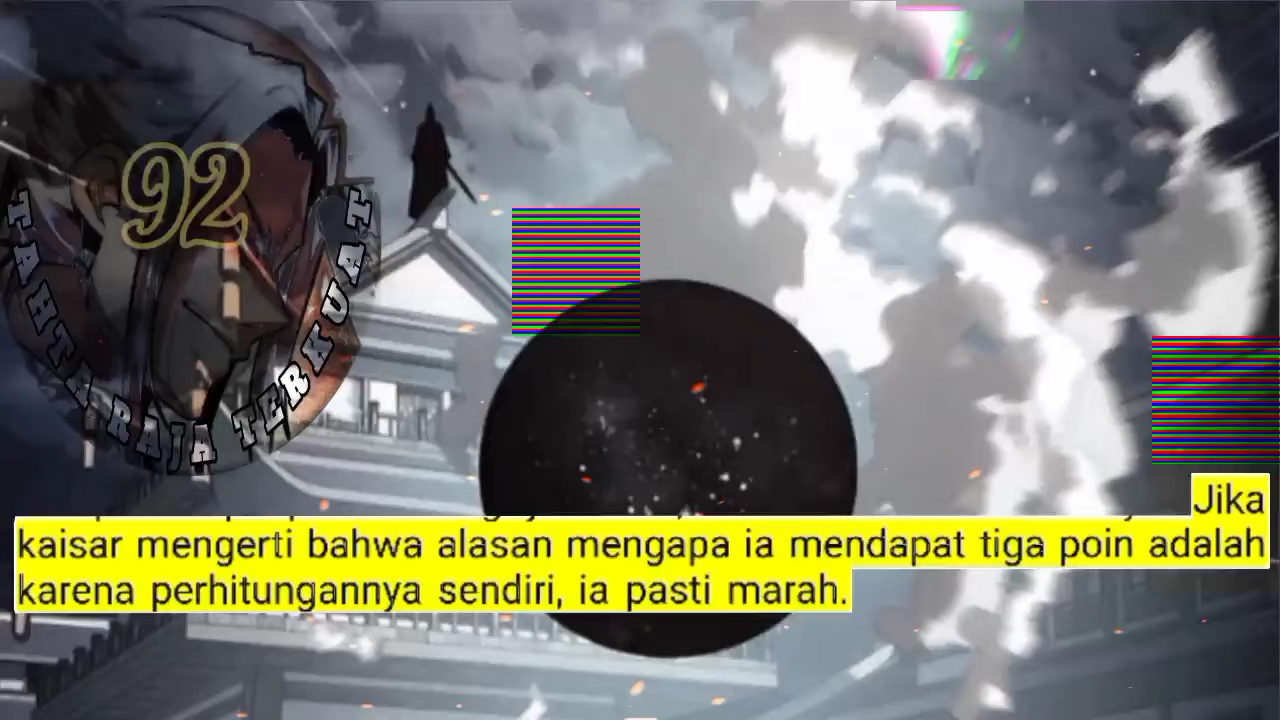 92
TAHTA RAJA TERKUAT
Jika
kaisar mengerti bahwa alasan mengapa ia mendapat tiga poin adalah
karena perhitungannya sendiri, ia pasti marah.